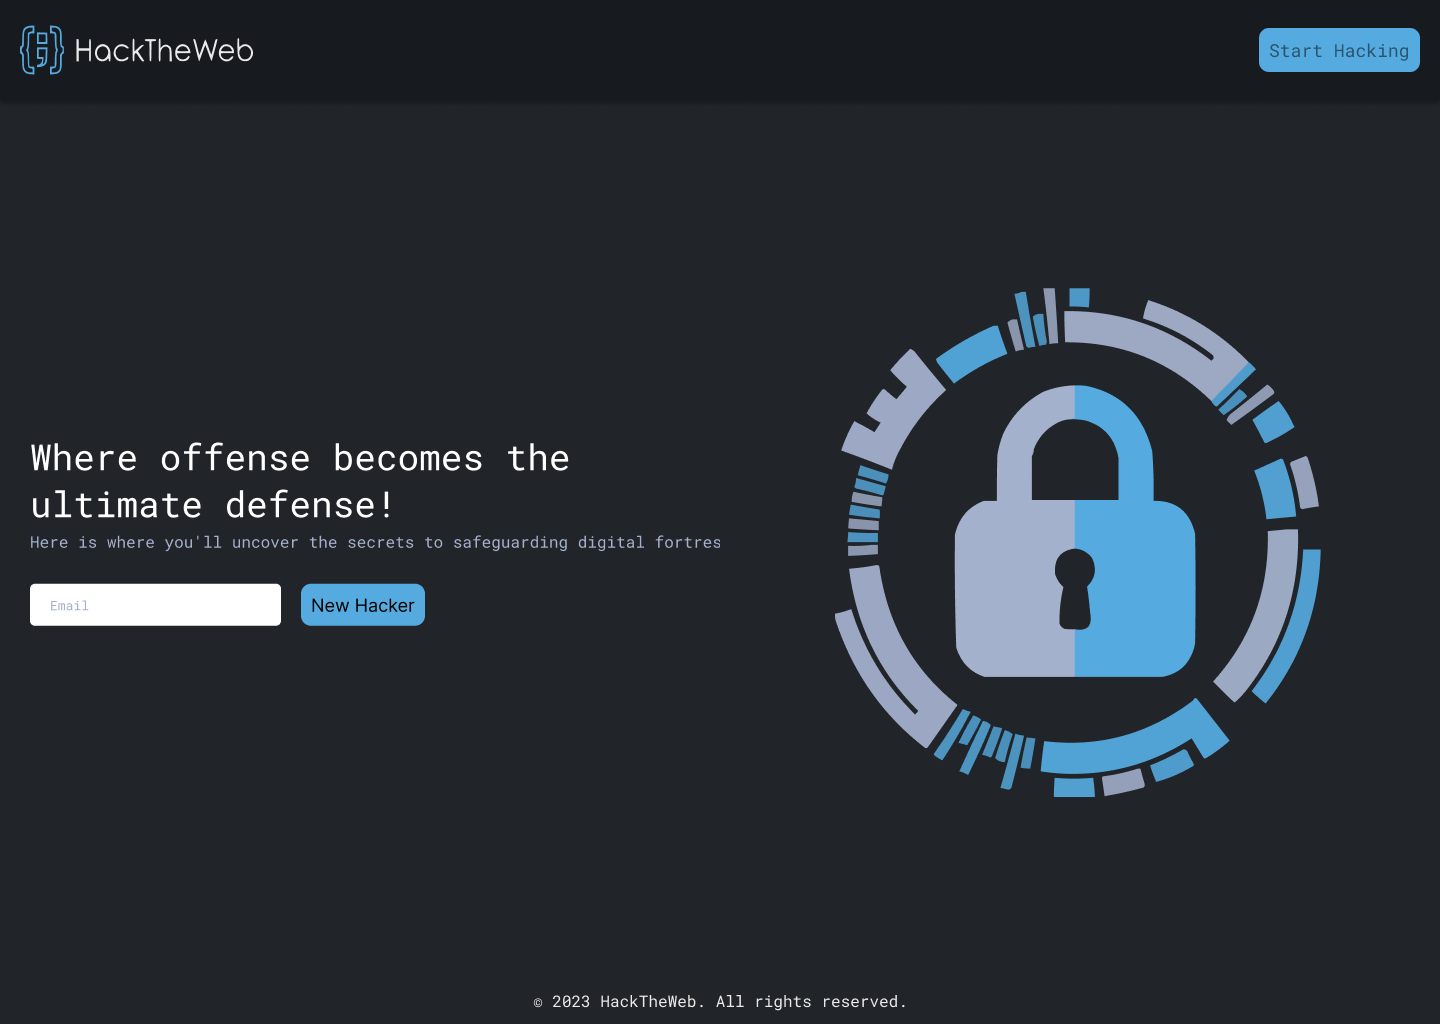 HackTheWeb
Start Hacking
Where offense becomes the
ultimate defense!
Here is where you'll uncover the secrets to safeguarding digital fortres
Email
New Hacker
© 2023 HackTheWeb. All rights reserved.